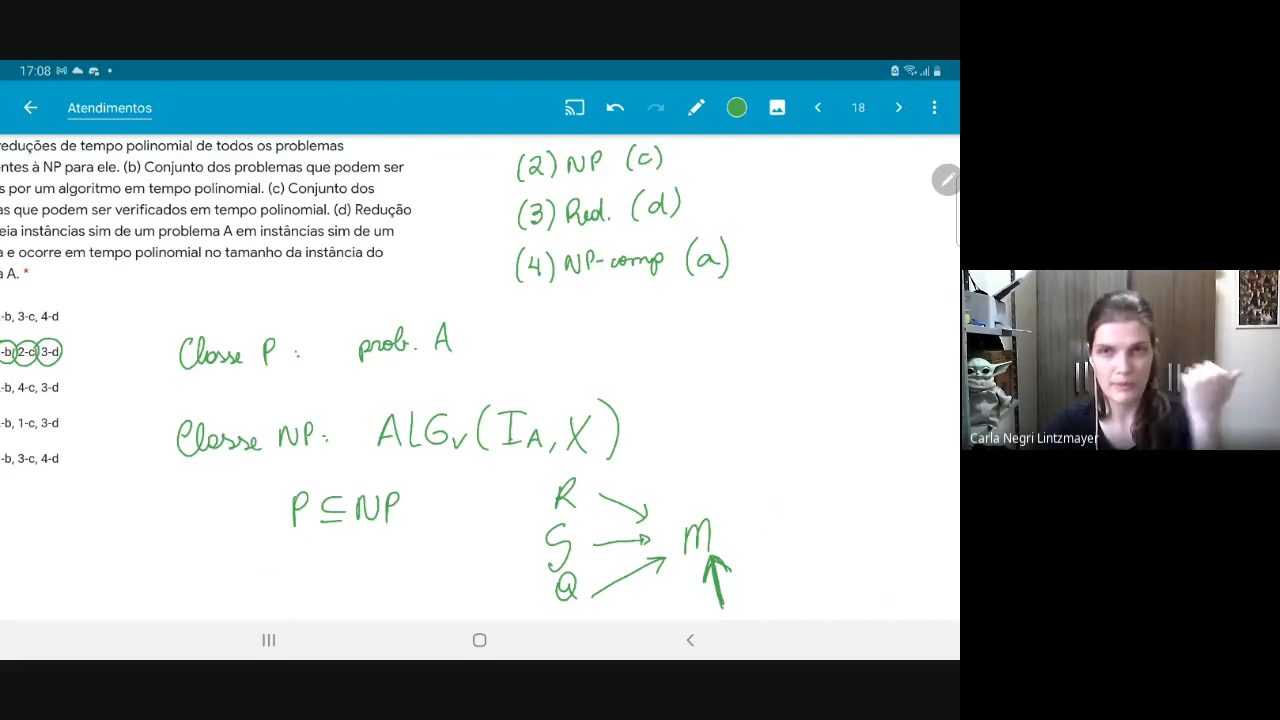 17:08
Atendimentos
18
reduções de tempo polinomial de todos os problemas
entes à NP para ele. (b) Conjunto dos problemas que podem ser
s por um algoritmo em tempo polinomial. (c) Conjunto dos
as que podem ser verificados em tempo polinomial. (d) Redução
eia instâncias sim de um problema A em instâncias sim de um
a e ocorre em tempo polinomial no tamanho da instância do
a A. *
-b, 3-c, 4-d
-b, 2-c, 3-d
-b, 4-c, 3-d
-b, 1-c, 3-d
-b, 3-c, 4-d
(2) NP (c)
(3) Red. (d)
(4) NP-comp (a)
Classe P : prob. A
Classe NP: ALGv(IA, X)
P ⊆ NP
R
S
Q
M
Carla Negri Lintzmayer